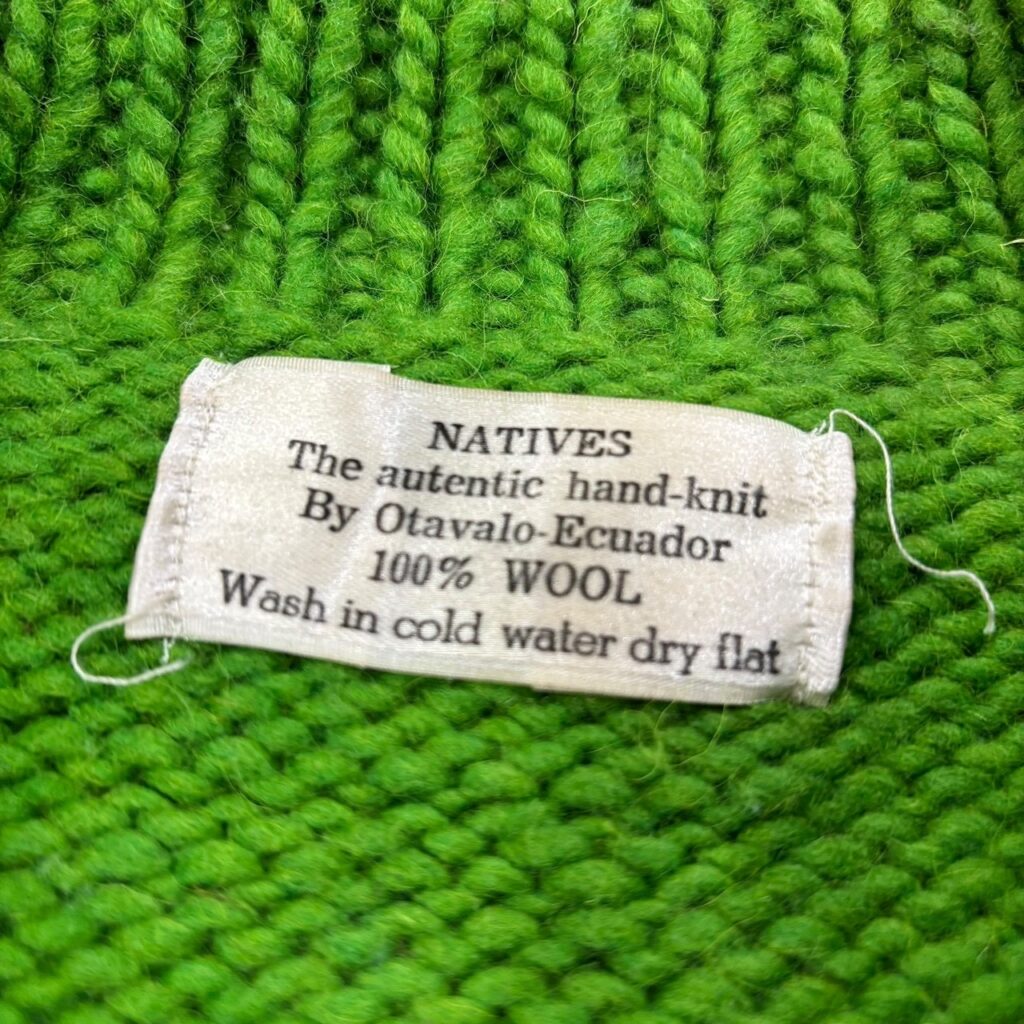 NATIVES
The autentic hand-knit
By Otavalo-Ecuador
100% WOOL
Wash in cold water dry flat